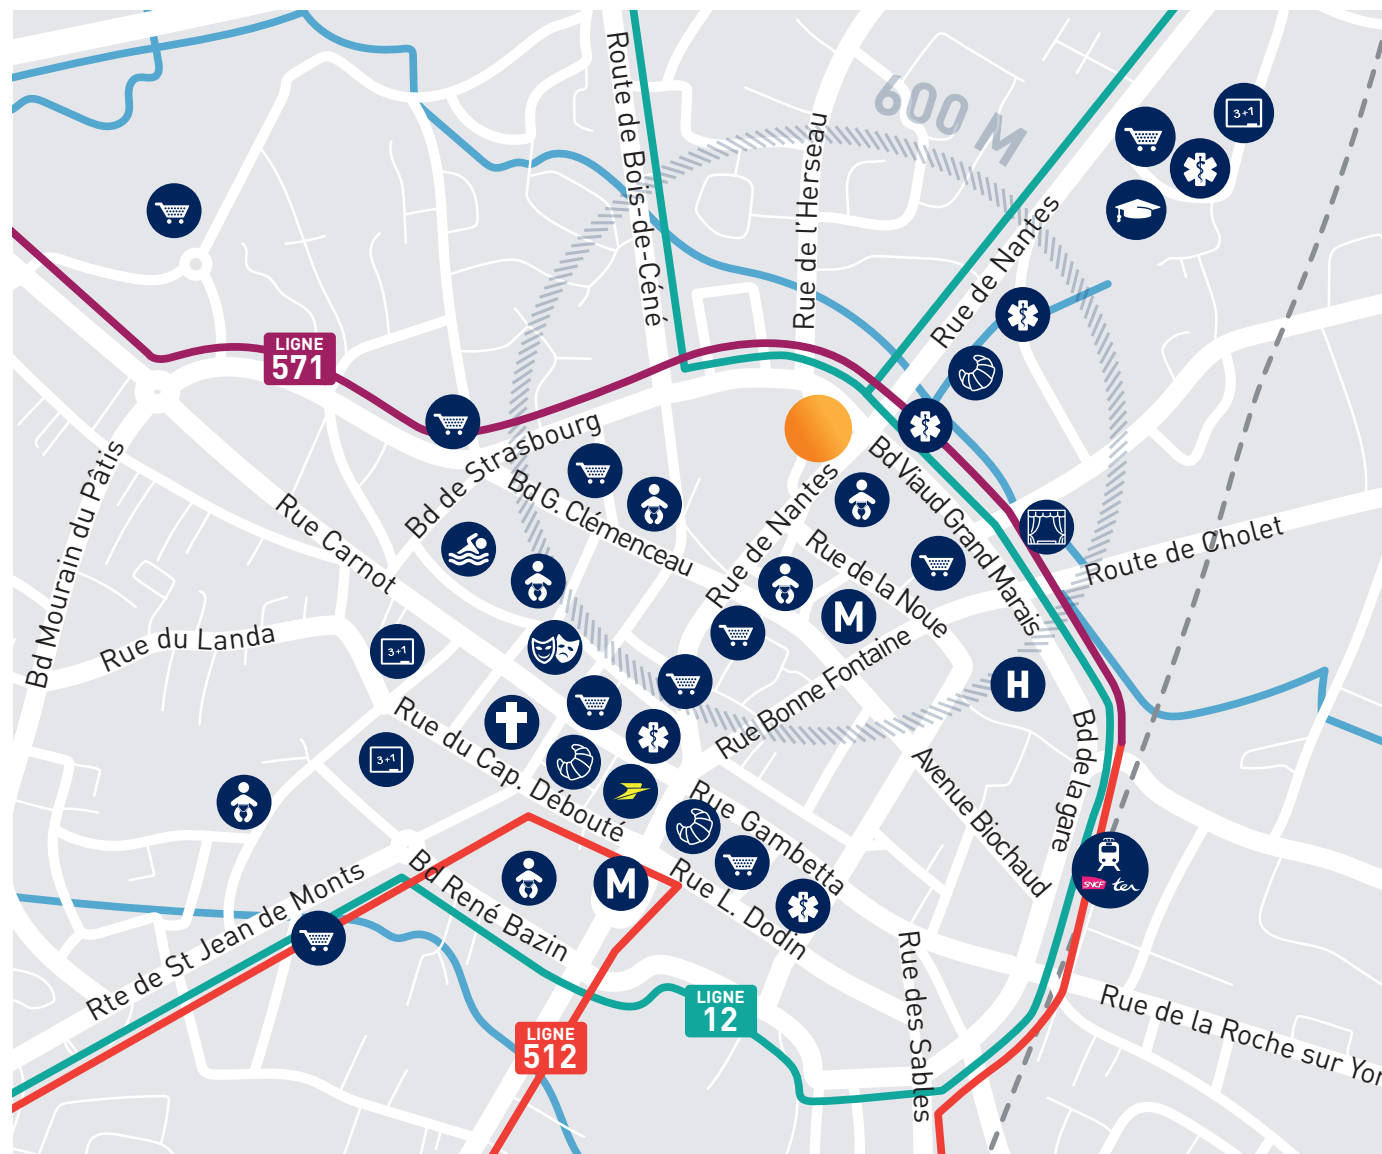 600 M
Route de Bois-de-Céné
Rue de l'Herseau
Rue de Nantes
3+1
LIGNE
571
Bd de Strasbourg
Bd G. Clémenceau
Bd Viaud Grand Marais
Rue de Nantes
Rue de la Noue
Route de Cholet
Bd Mourain du Pâtis
Rue Carnot
Rue du Landa
3+1
M
H
Rue Bonne Fontaine
Rue du Cap. Débouté
3+1
Rue Gambetta
Avenue Biochaud
Bd de la gare
SNCF ter
M
Rue L. Dodin
Bd René Bazin
Rte de St Jean de Monts
LIGNE
12
LIGNE
512
Rue des Sables
Rue de la Roche sur Yon